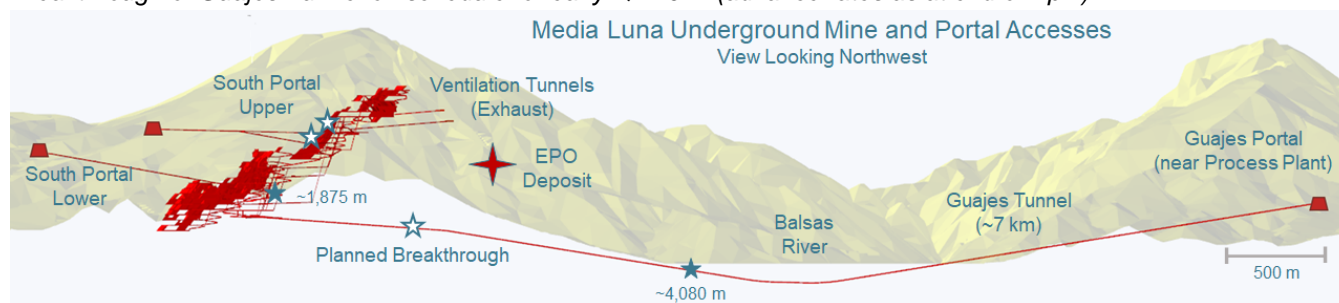 Media Luna Underground Mine and Portal Accesses
View Looking Northwest
South Portal
Upper
Ventilation Tunnels
(Exhaust)
Guajes Portal
(near Process Plant)
EPO
Deposit
South Portal
Lower
~1,875 m
Guajes Tunnel
(~7 km)
Balsas
River
Planned Breakthrough
500 m
~4,080 m